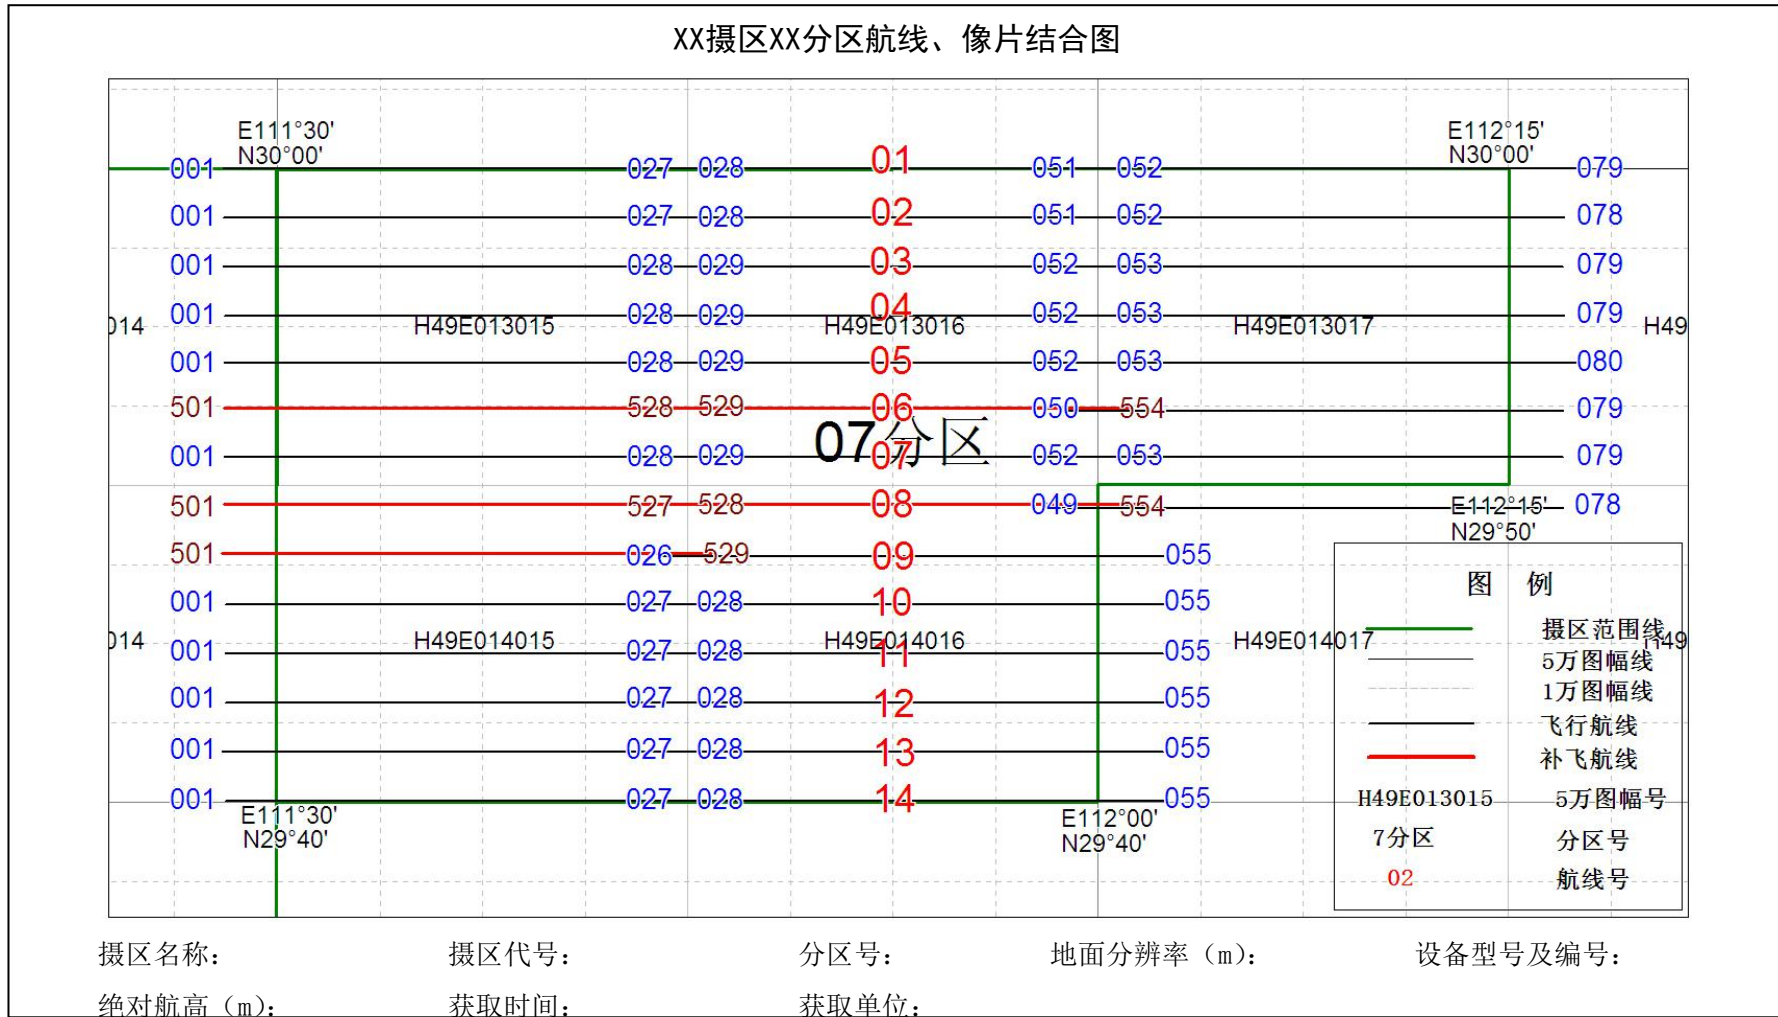 XX摄区XX分区航线、像片结合图
E111°30' E112°15'
N30°00' N30°00'
001 027 028 01 051 052 079
001 027 028 02 051 052 078
001 028 029 03 052 053 079
001 028 029 04 052 053 079
014 H49E013015 H49E013016 H49E013017 H49
001 028 029 05 052 053 080
501 528 529 06 050 554 079
07分区
001 028 029 07 052 053 079
501 527 528 08 049 554 E112°15' 078
N29°50'
501 026 529 09 055
图 例
001 027 028 10 055
摄区范围线
014 H49E014015 H49E014016 H49E014017 H49
001 027 028 11 055
5万图幅线
1万图幅线
001 027 028 12 055
飞行航线
001 027 028 13 055
补飞航线
001 027 028 14 055
H49E013015 5万图幅号
E111°30' E112°00'
N29°40' N29°40'
7分区 分区号
02 航线号
摄区名称: 摄区代号: 分区号: 地面分辨率（m): 设备型号及编号:
绝对航高（m): 获取时间: 获取单位: